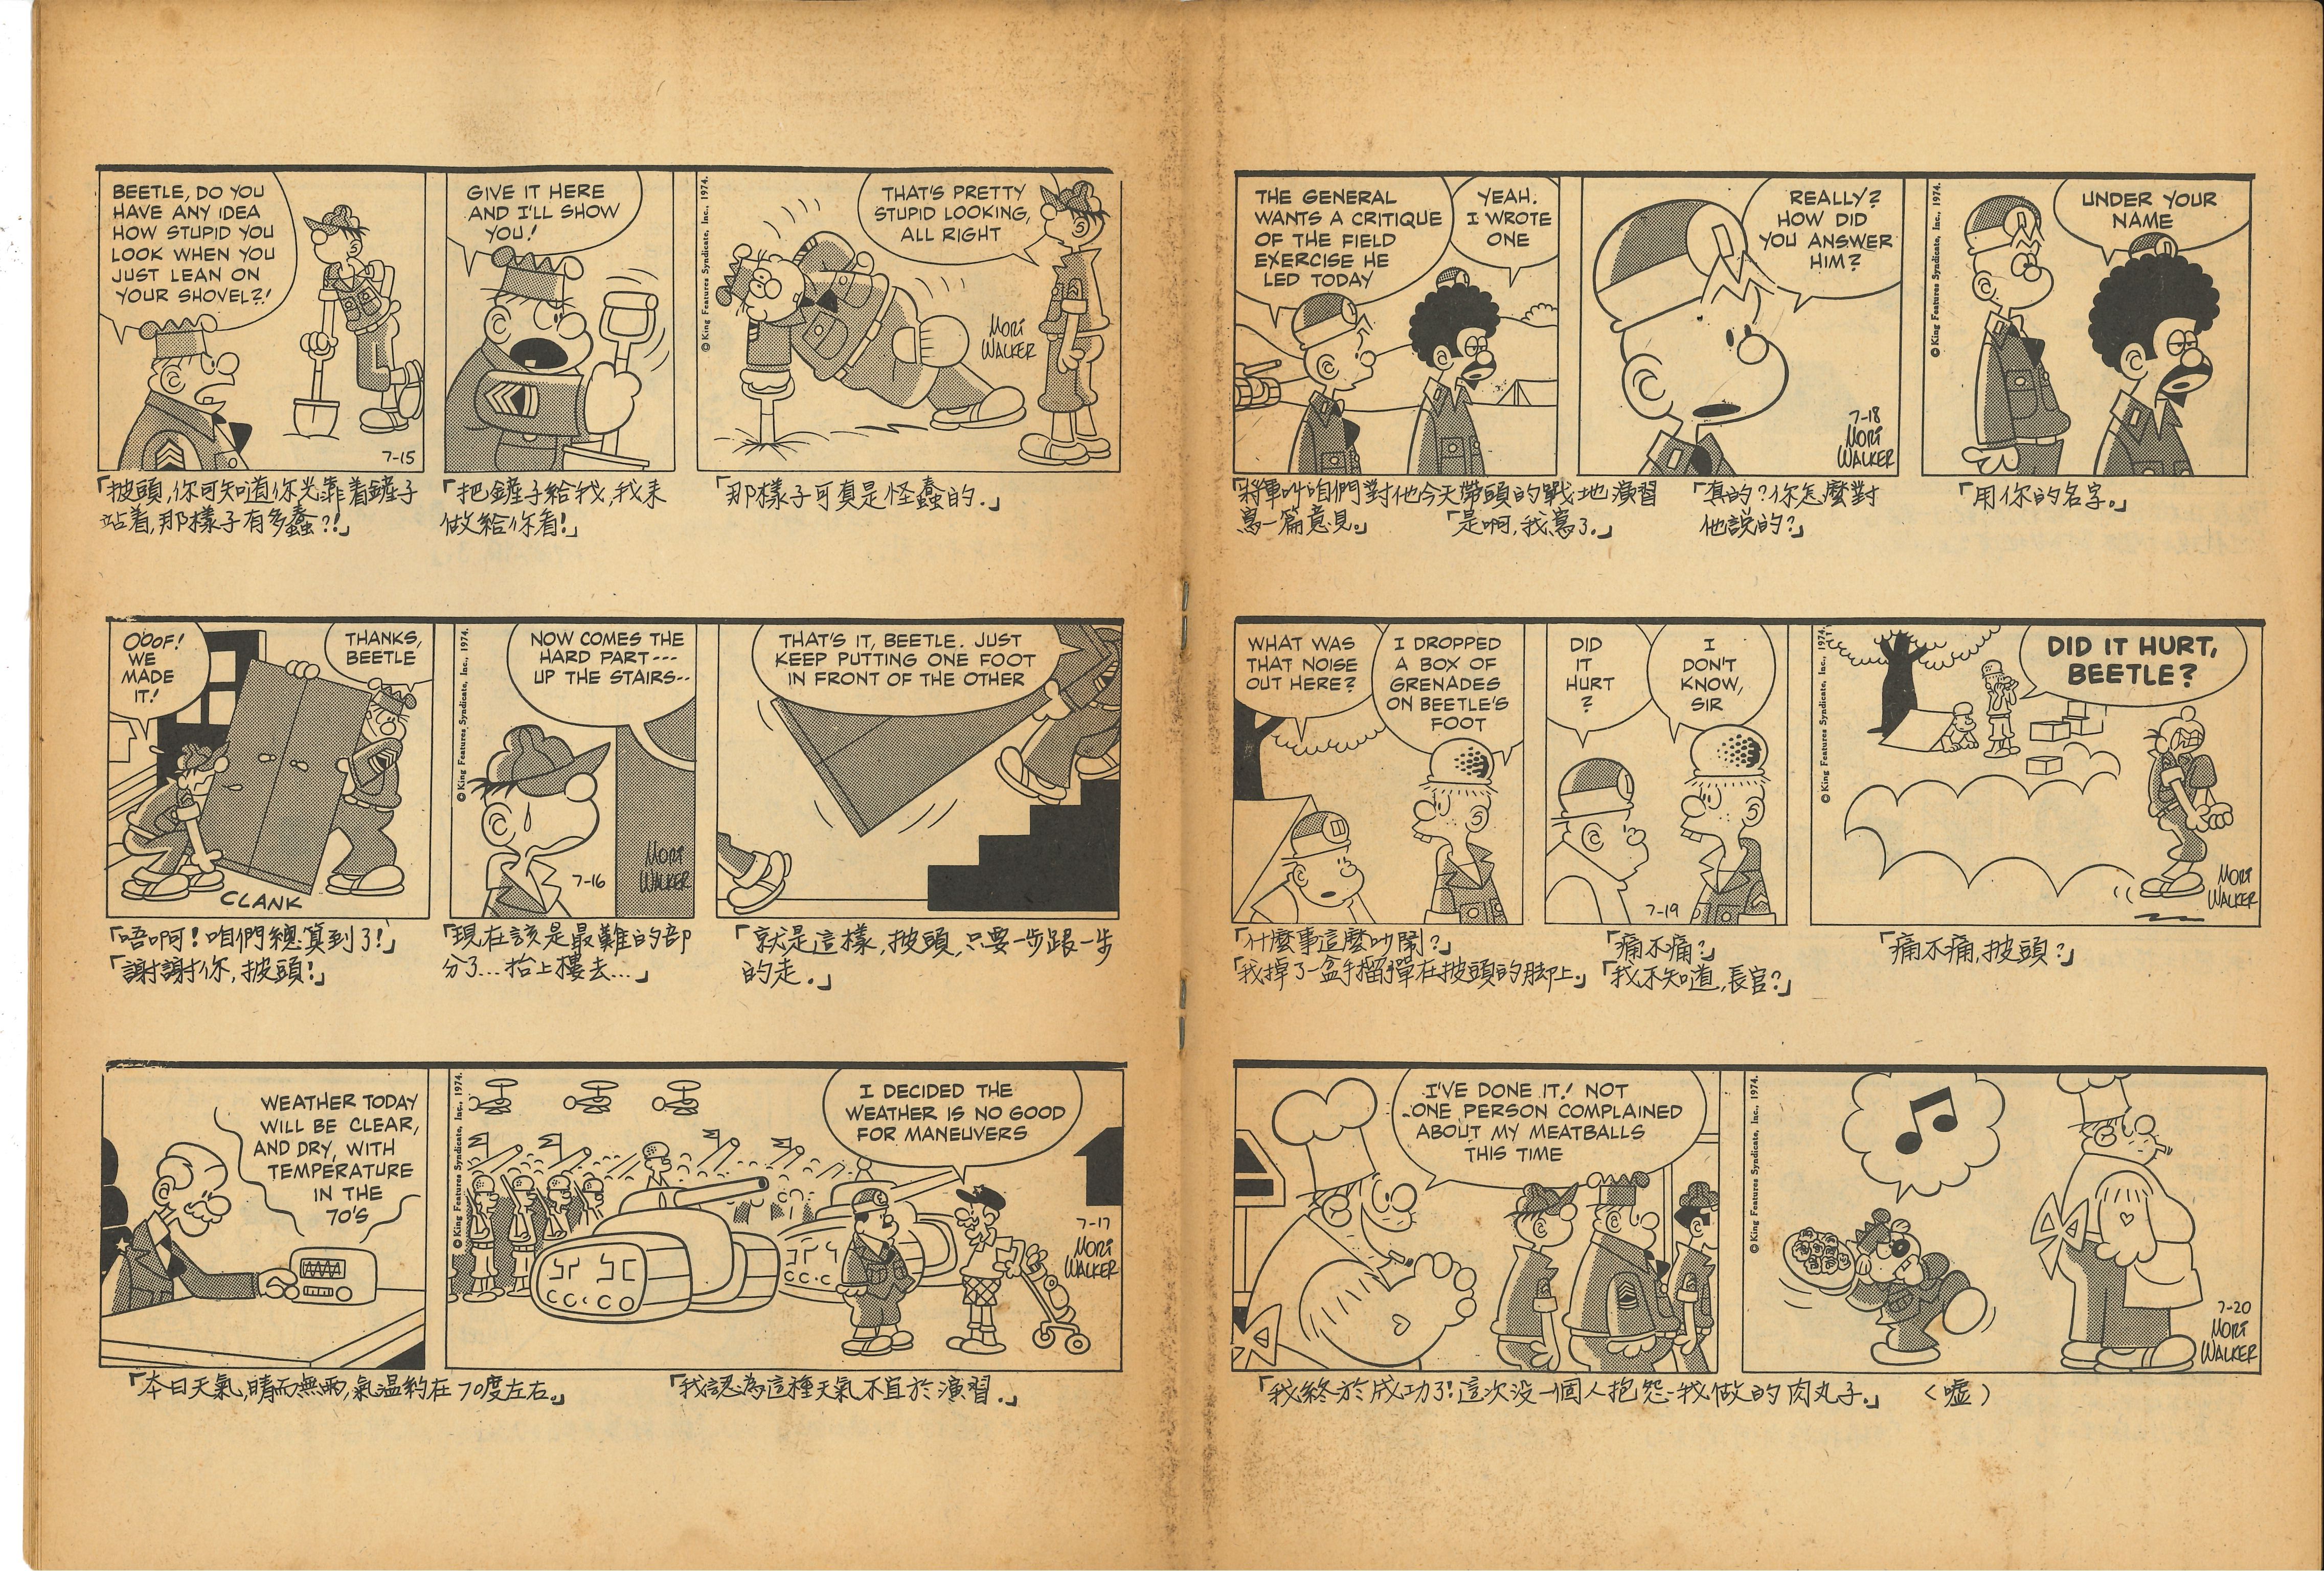 BEETLE, DO YOU
HAVE ANY IDEA
HOW STUPID YOU
LOOK WHEN YOU
JUST LEAN ON
YOUR SHOVEL?!
7-15
GIVE IT HERE
AND I'LL SHOW
YOU!
© King Features Syndicate, Inc., 1974.
THAT'S PRETTY
STUPID LOOKING,
ALL RIGHT
MORT
WALKER
「披頭,你可知道你光靠着鏟子
站着,那樣子有多蠢?!」
「把鏟子給我,我來
做給你看!」
「那樣子可真是怪蠢的.」
OOOF!
WE
MADE
IT!
THANKS,
BEETLE
CLANK
© King Features Syndicate, Inc., 1974.
NOW COMES THE
HARD PART---
UP THE STAIRS--
7-16
MORT
WALKER
THAT'S IT, BEETLE. JUST
KEEP PUTTING ONE FOOT
IN FRONT OF THE OTHER
「唔啊!咱們總算到了!」
「謝謝你,披頭!」
「現在該是最難的部
分了...抬上樓去...」
「就是這樣,披頭,只要一步跟一步
的走.」
WEATHER TODAY
WILL BE CLEAR,
AND DRY, WITH
TEMPERATURE
IN THE
70'S
© King Features Syndicate, Inc., 1974.
I DECIDED THE
WEATHER IS NO GOOD
FOR MANEUVERS
7-17
MORT
WALKER
「本日天氣,晴而無雨,氣温約在70度左右。」
「我認為這種天氣不宜於演習.」
THE GENERAL
WANTS A CRITIQUE
OF THE FIELD
EXERCISE HE
LED TODAY
YEAH.
I WROTE
ONE
REALLY?
HOW DID
YOU ANSWER
HIM?
7-18
MORT
WALKER
© King Features Syndicate, Inc., 1974.
UNDER YOUR
NAME
「將軍叫咱們對他今天帶頭的戰地演習
寫一篇意見。」
「是啊,我寫了.」
「真的?你怎麼對
他說的?」
「用你的名字。」
WHAT WAS
THAT NOISE
OUT HERE?
I DROPPED
A BOX OF
GRENADES
ON BEETLE'S
FOOT
DID
IT
HURT
?
I
DON'T
KNOW,
SIR
7-19
© King Features Syndicate, Inc., 1974.
DID IT HURT,
BEETLE?
MORT
WALKER
「什麼事這麼吵鬧?」
「我掉了一盒手榴彈在披頭的脚上.」
「痛不痛?」
「我不知道,長官?」
「痛不痛,披頭?」
I'VE DONE IT! NOT
ONE PERSON COMPLAINED
ABOUT MY MEATBALLS
THIS TIME
© King Features Syndicate, Inc., 1974.
7-20
MORT
WALKER
「我終於成功了!這次没一個人抱怨我做的肉丸子.」
（噓）